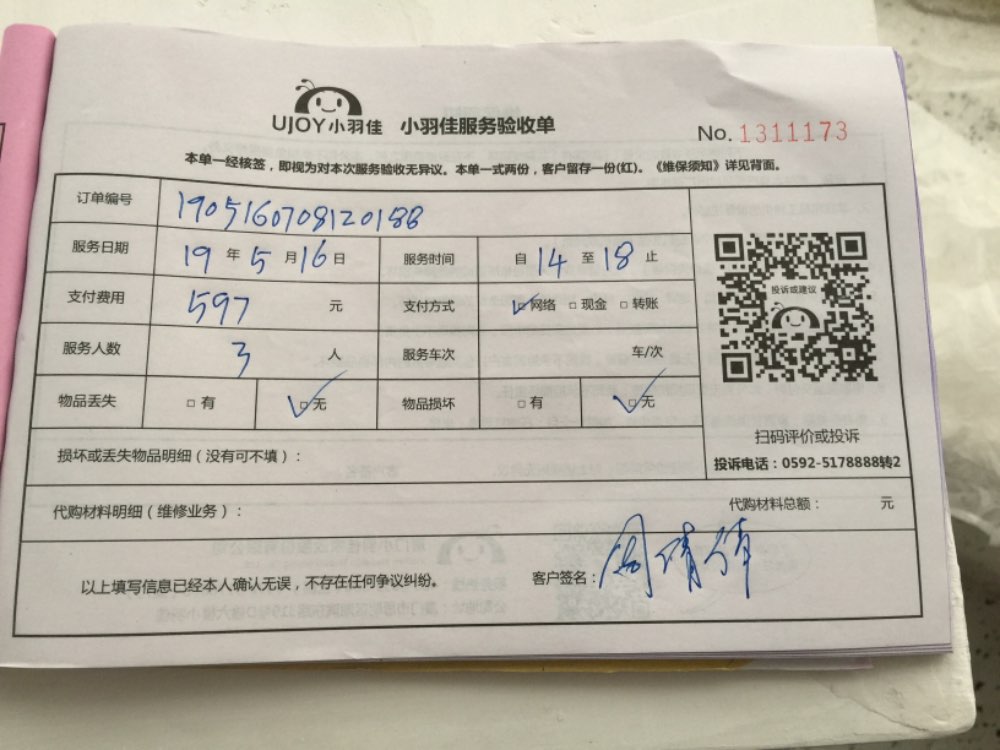 UJOY小羽佳 小羽佳服务验收单
No. 1311173
本单一经核签，即视为对本次服务验收无异议。本单一式两份，客户留存一份(红)。《维保须知》详见背面。
订单编号 1905160708120188
服务日期 19 年 5 月 16 日 服务时间 自 14 至 18 止
支付费用 597 元 支付方式 ☑网络 □现金 □转账
服务人数 3 人 服务车次 车/次
物品丢失 □有 ☑无 物品损坏 □有 ☑无
投诉或建议
扫码评价或投诉
投诉电话：0592-5178888转2
损坏或丢失物品明细（没有可不填）：
代购材料明细（维修业务）： 代购材料总额： 元
以上填写信息已经本人确认无误，不存在任何争议纠纷。 客户签名：周晴倩